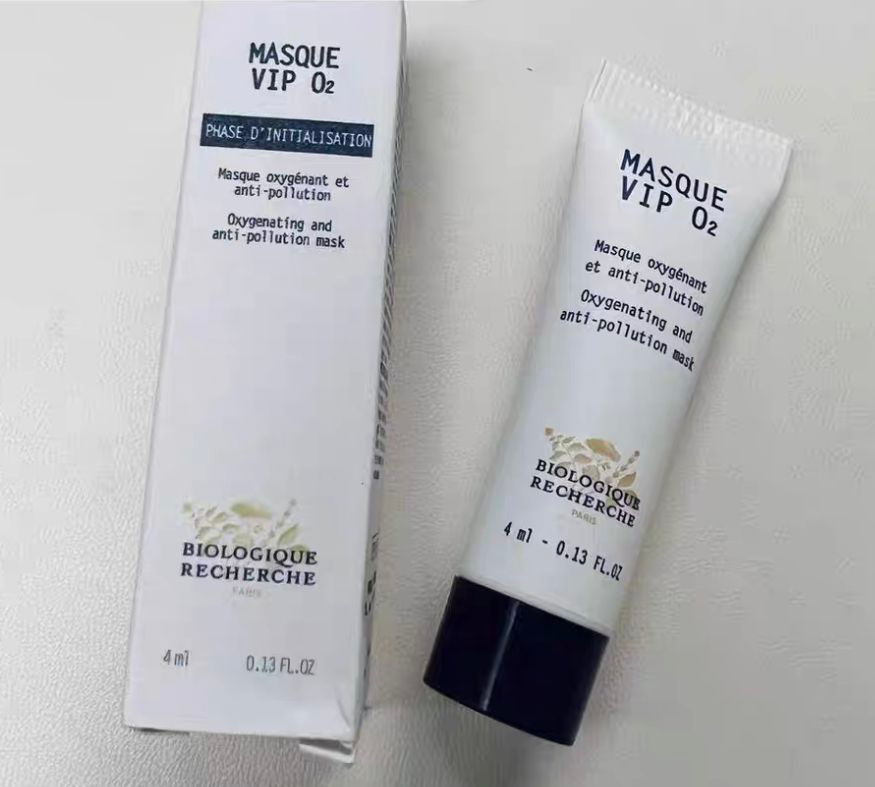 MASQUE
VIP O₂
PHASE D'INITIALISATION
Masque oxygénant et
anti-pollution
Oxygenating and
anti-pollution mask
BIOLOGIQUE
RECHERCHE
PARIS
4 ml 0.13 FL.OZ
MASQUE
VIP O₂
Masque oxygénant
et anti-pollution
Oxygenating and
anti-pollution mask
BIOLOGIQUE
RECHERCHE
PARIS
4 ml - 0.13 FL.OZ